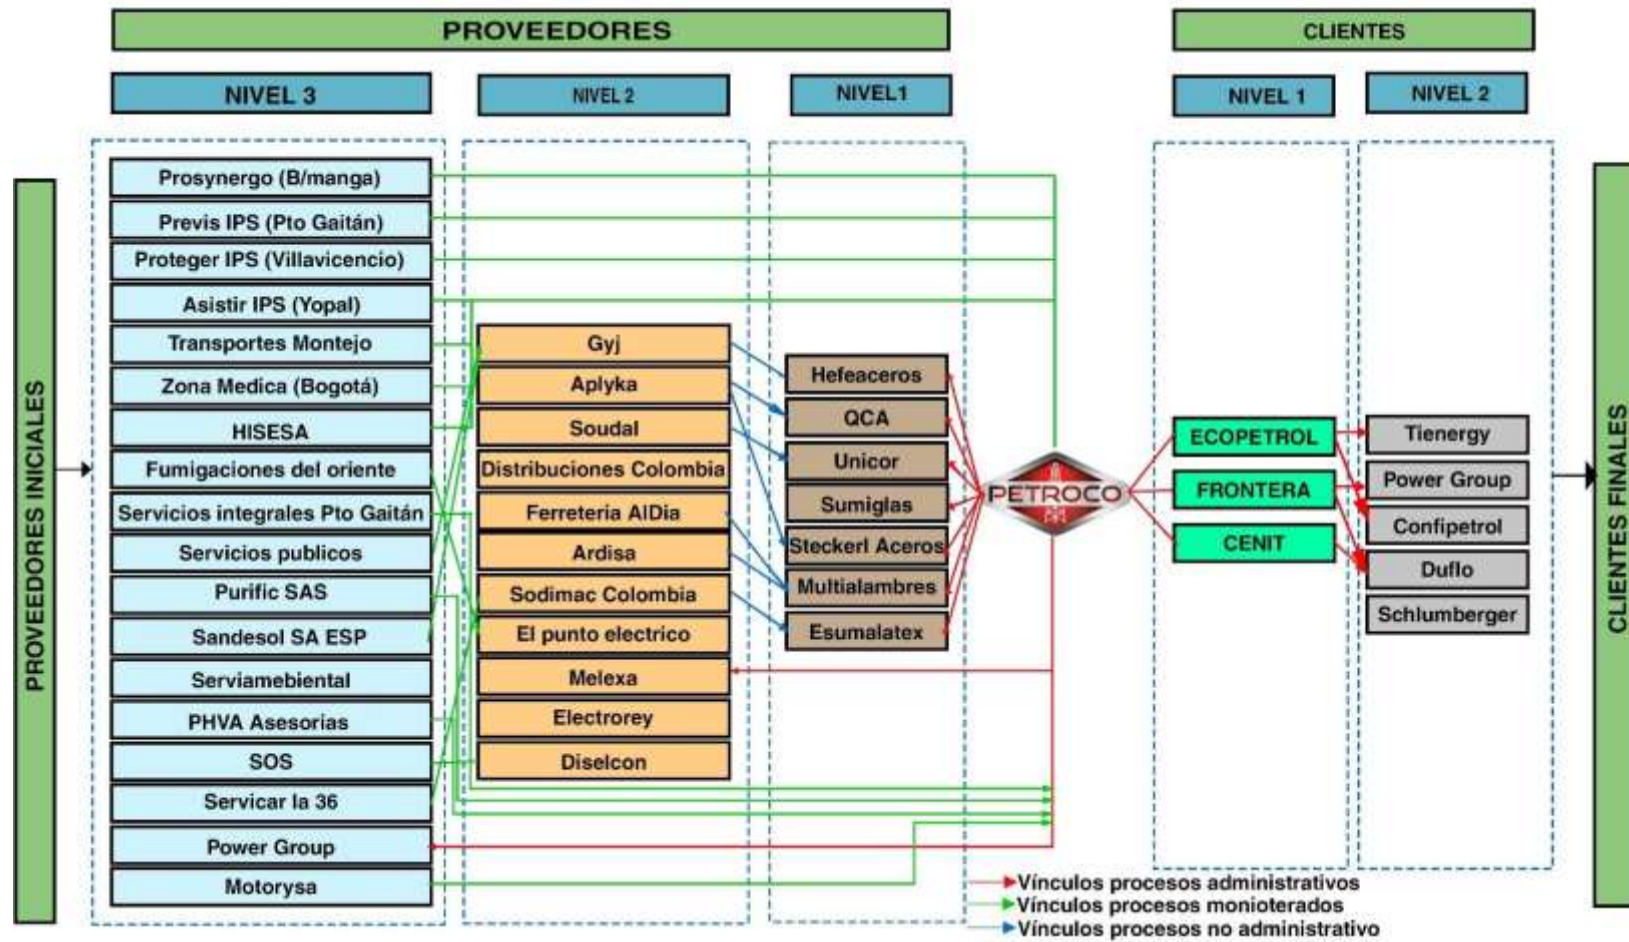 PROVEEDORES
CLIENTES
NIVEL 3
NIVEL 2
NIVEL1
NIVEL 1
NIVEL 2
PROVEEDORES INICIALES
Prosynergo (B/manga)
Previs IPS (Pto Gaitán)
Proteger IPS (Villavicencio)
Asistir IPS (Yopal)
Transportes Montejo
Zona Medica (Bogotá)
HISESA
Fumigaciones del oriente
Servicios integrales Pto Gaitán
Servicios publicos
Purific SAS
Sandesol SA ESP
Serviamebiental
PHVA Asesorias
SOS
Servicar la 36
Power Group
Motorysa
Gyj
Aplyka
Soudal
Distribuciones Colombia
Ferreteria AlDia
Ardisa
Sodimac Colombia
El punto electrico
Melexa
Electrorey
Diselcon
Hefeaceros
QCA
Unicor
Sumiglas
Steckerl Aceros
Multialambres
Esumalatex
PETROCO
ECOPETROL
FRONTERA
CENIT
Tienergy
Power Group
Confipetrol
Duflo
Schlumberger
CLIENTES FINALES
Vínculos procesos administrativos
Vínculos procesos monioterados
Vínculos procesos no administrativo